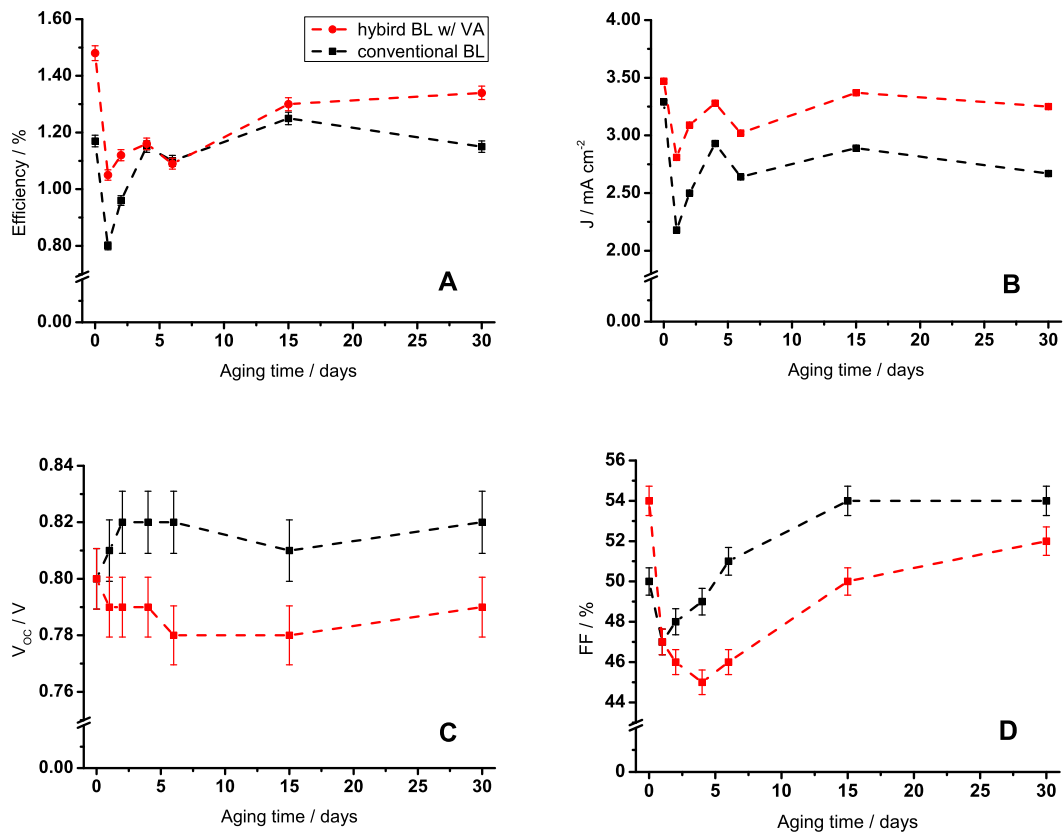 hybird BL w/ VA
conventional BL
1.60
1.40
1.20
1.00
0.80
0.00
Efficiency / %
A
0 5 10 15 20 25 30
Aging time / days
4.00
3.50
3.00
2.50
2.00
0.00
J / mA cm-2
B
0 5 10 15 20 25 30
Aging time / days
0.84
0.82
0.80
0.78
0.76
0.00
VOC / V
C
0 5 10 15 20 25 30
Aging time / days
56
54
52
50
48
46
44
0
FF / %
D
0 5 10 15 20 25 30
Aging time / days